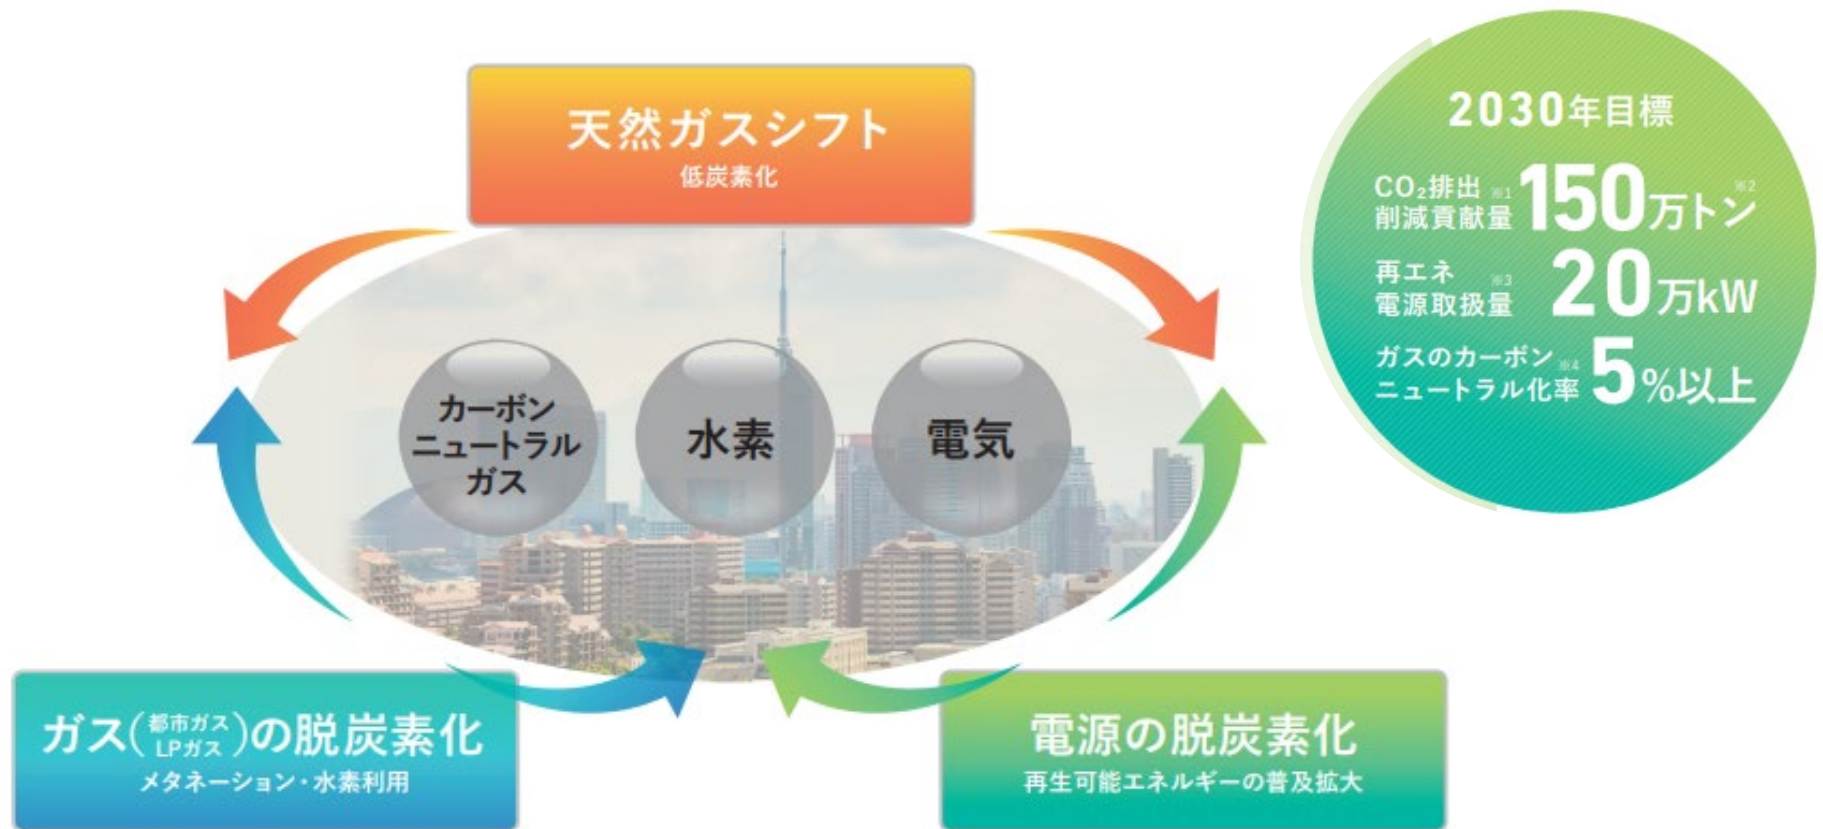 天然ガスシフト
低炭素化
カーボン
ニュートラル
ガス
水素
電気
ガス(都市ガス LPガス)の脱炭素化
メタネーション・水素利用
電源の脱炭素化
再生可能エネルギーの普及拡大
2030年目標
CO₂排出
削減貢献量※1 150万トン※2
再エネ
電源取扱量※3 20万kW
ガスのカーボン
ニュートラル化率※4 5%以上